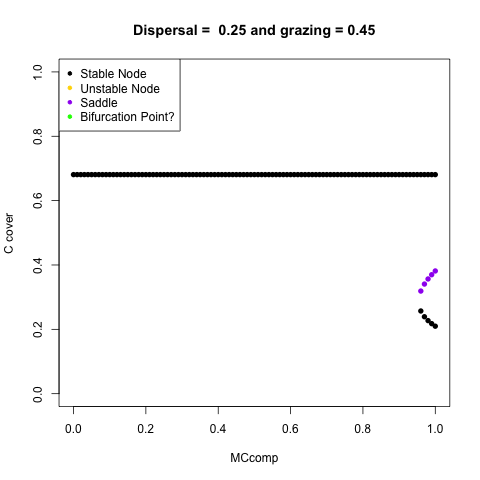 Dispersal =  0.25 and grazing = 0.45
Stable Node
Unstable Node
Saddle
Bifurcation Point?
C cover
1.0
0.8
0.6
0.4
0.2
0.0
0.0 0.2 0.4 0.6 0.8 1.0
MCcomp